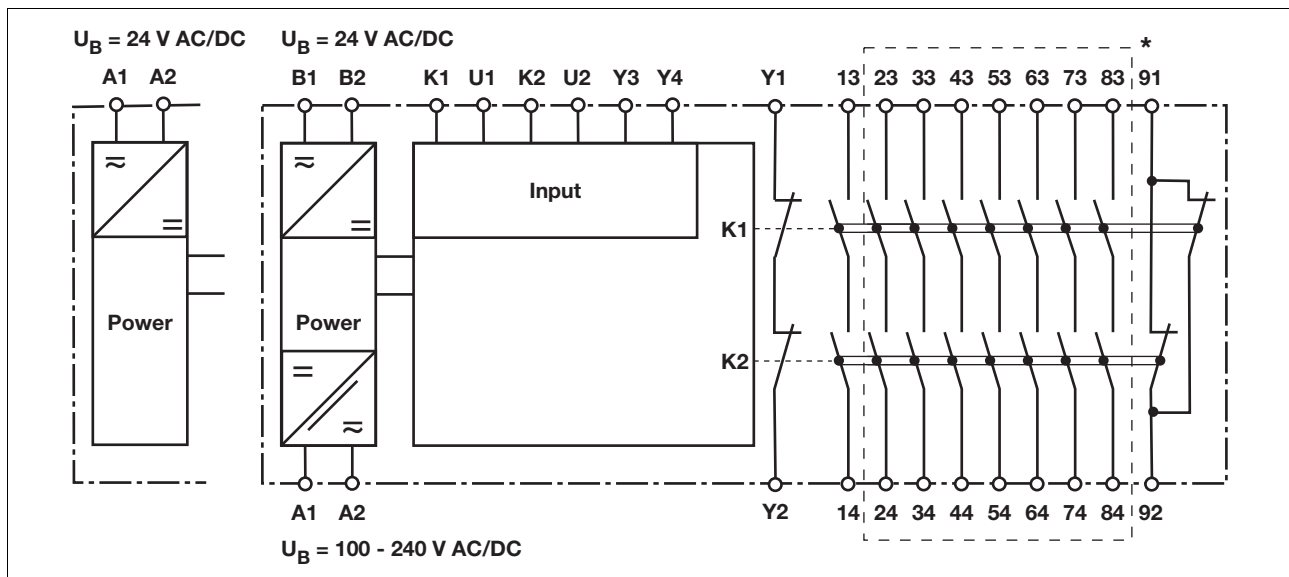 U_B = 24 V AC/DC U_B = 24 V AC/DC
*
A1 A2 B1 B2 K1 U1 K2 U2 Y3 Y4 Y1 13 23 33 43 53 63 73 83 91
Input
K1
Power Power
K2
A1 A2 Y2 14 24 34 44 54 64 74 84 92
U_B = 100 - 240 V AC/DC